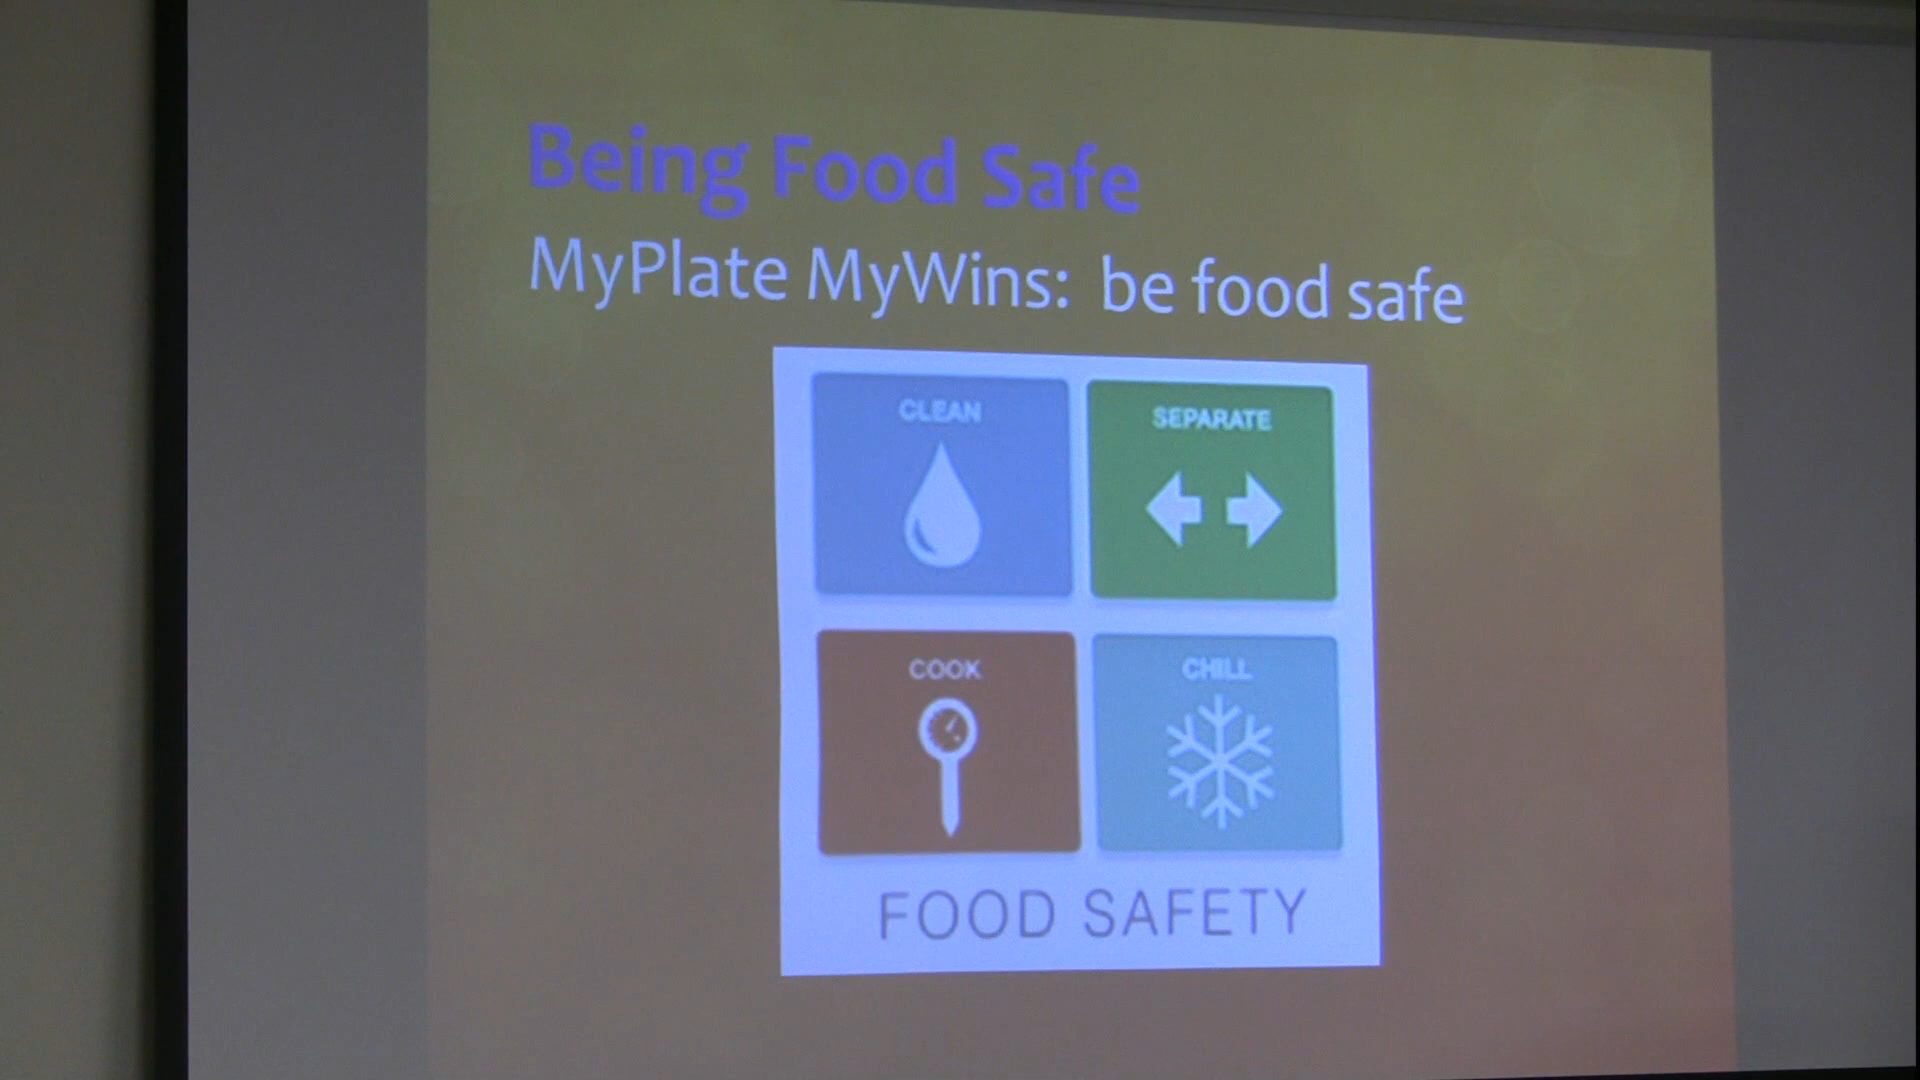 Being Food Safe
MyPlate MyWins: be food safe
CLEAN
SEPARATE
COOK
CHILL
FOOD SAFETY